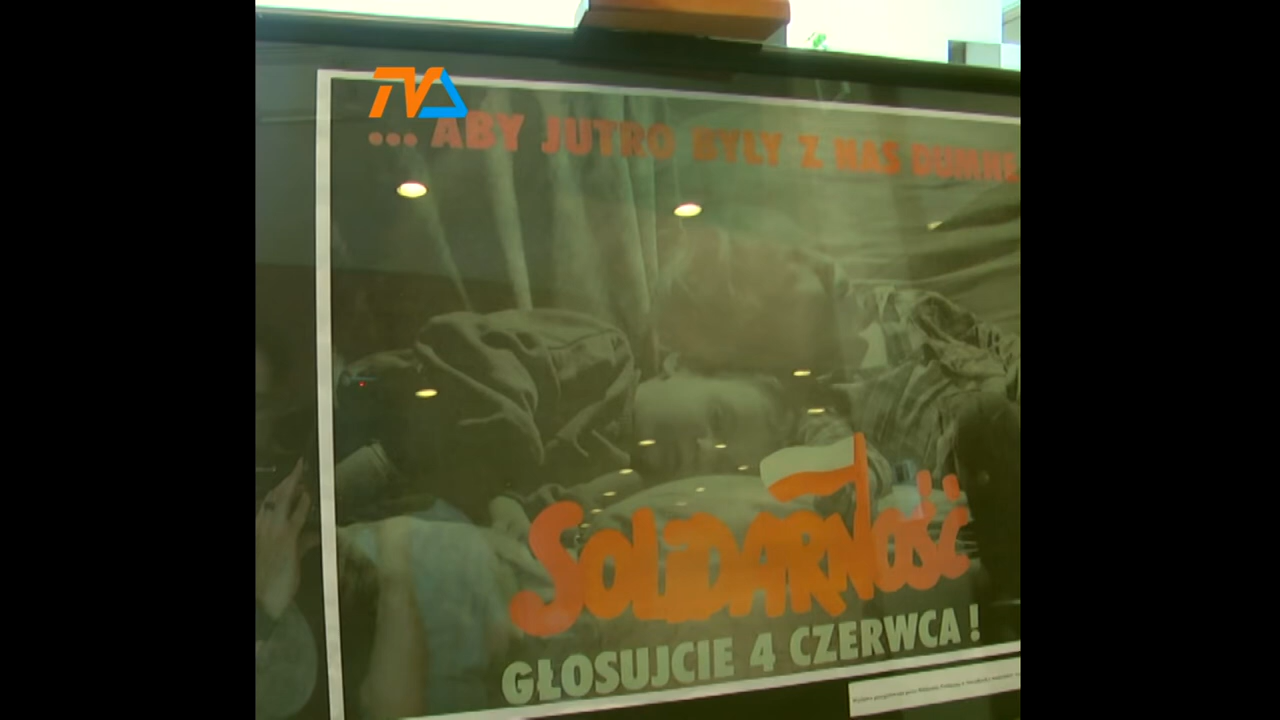 TVA
... ABY JUTRO BYŁY Z NAS DUMNE
SOLIDARNOŚĆ
GŁOSUJCIE 4 CZERWCA!